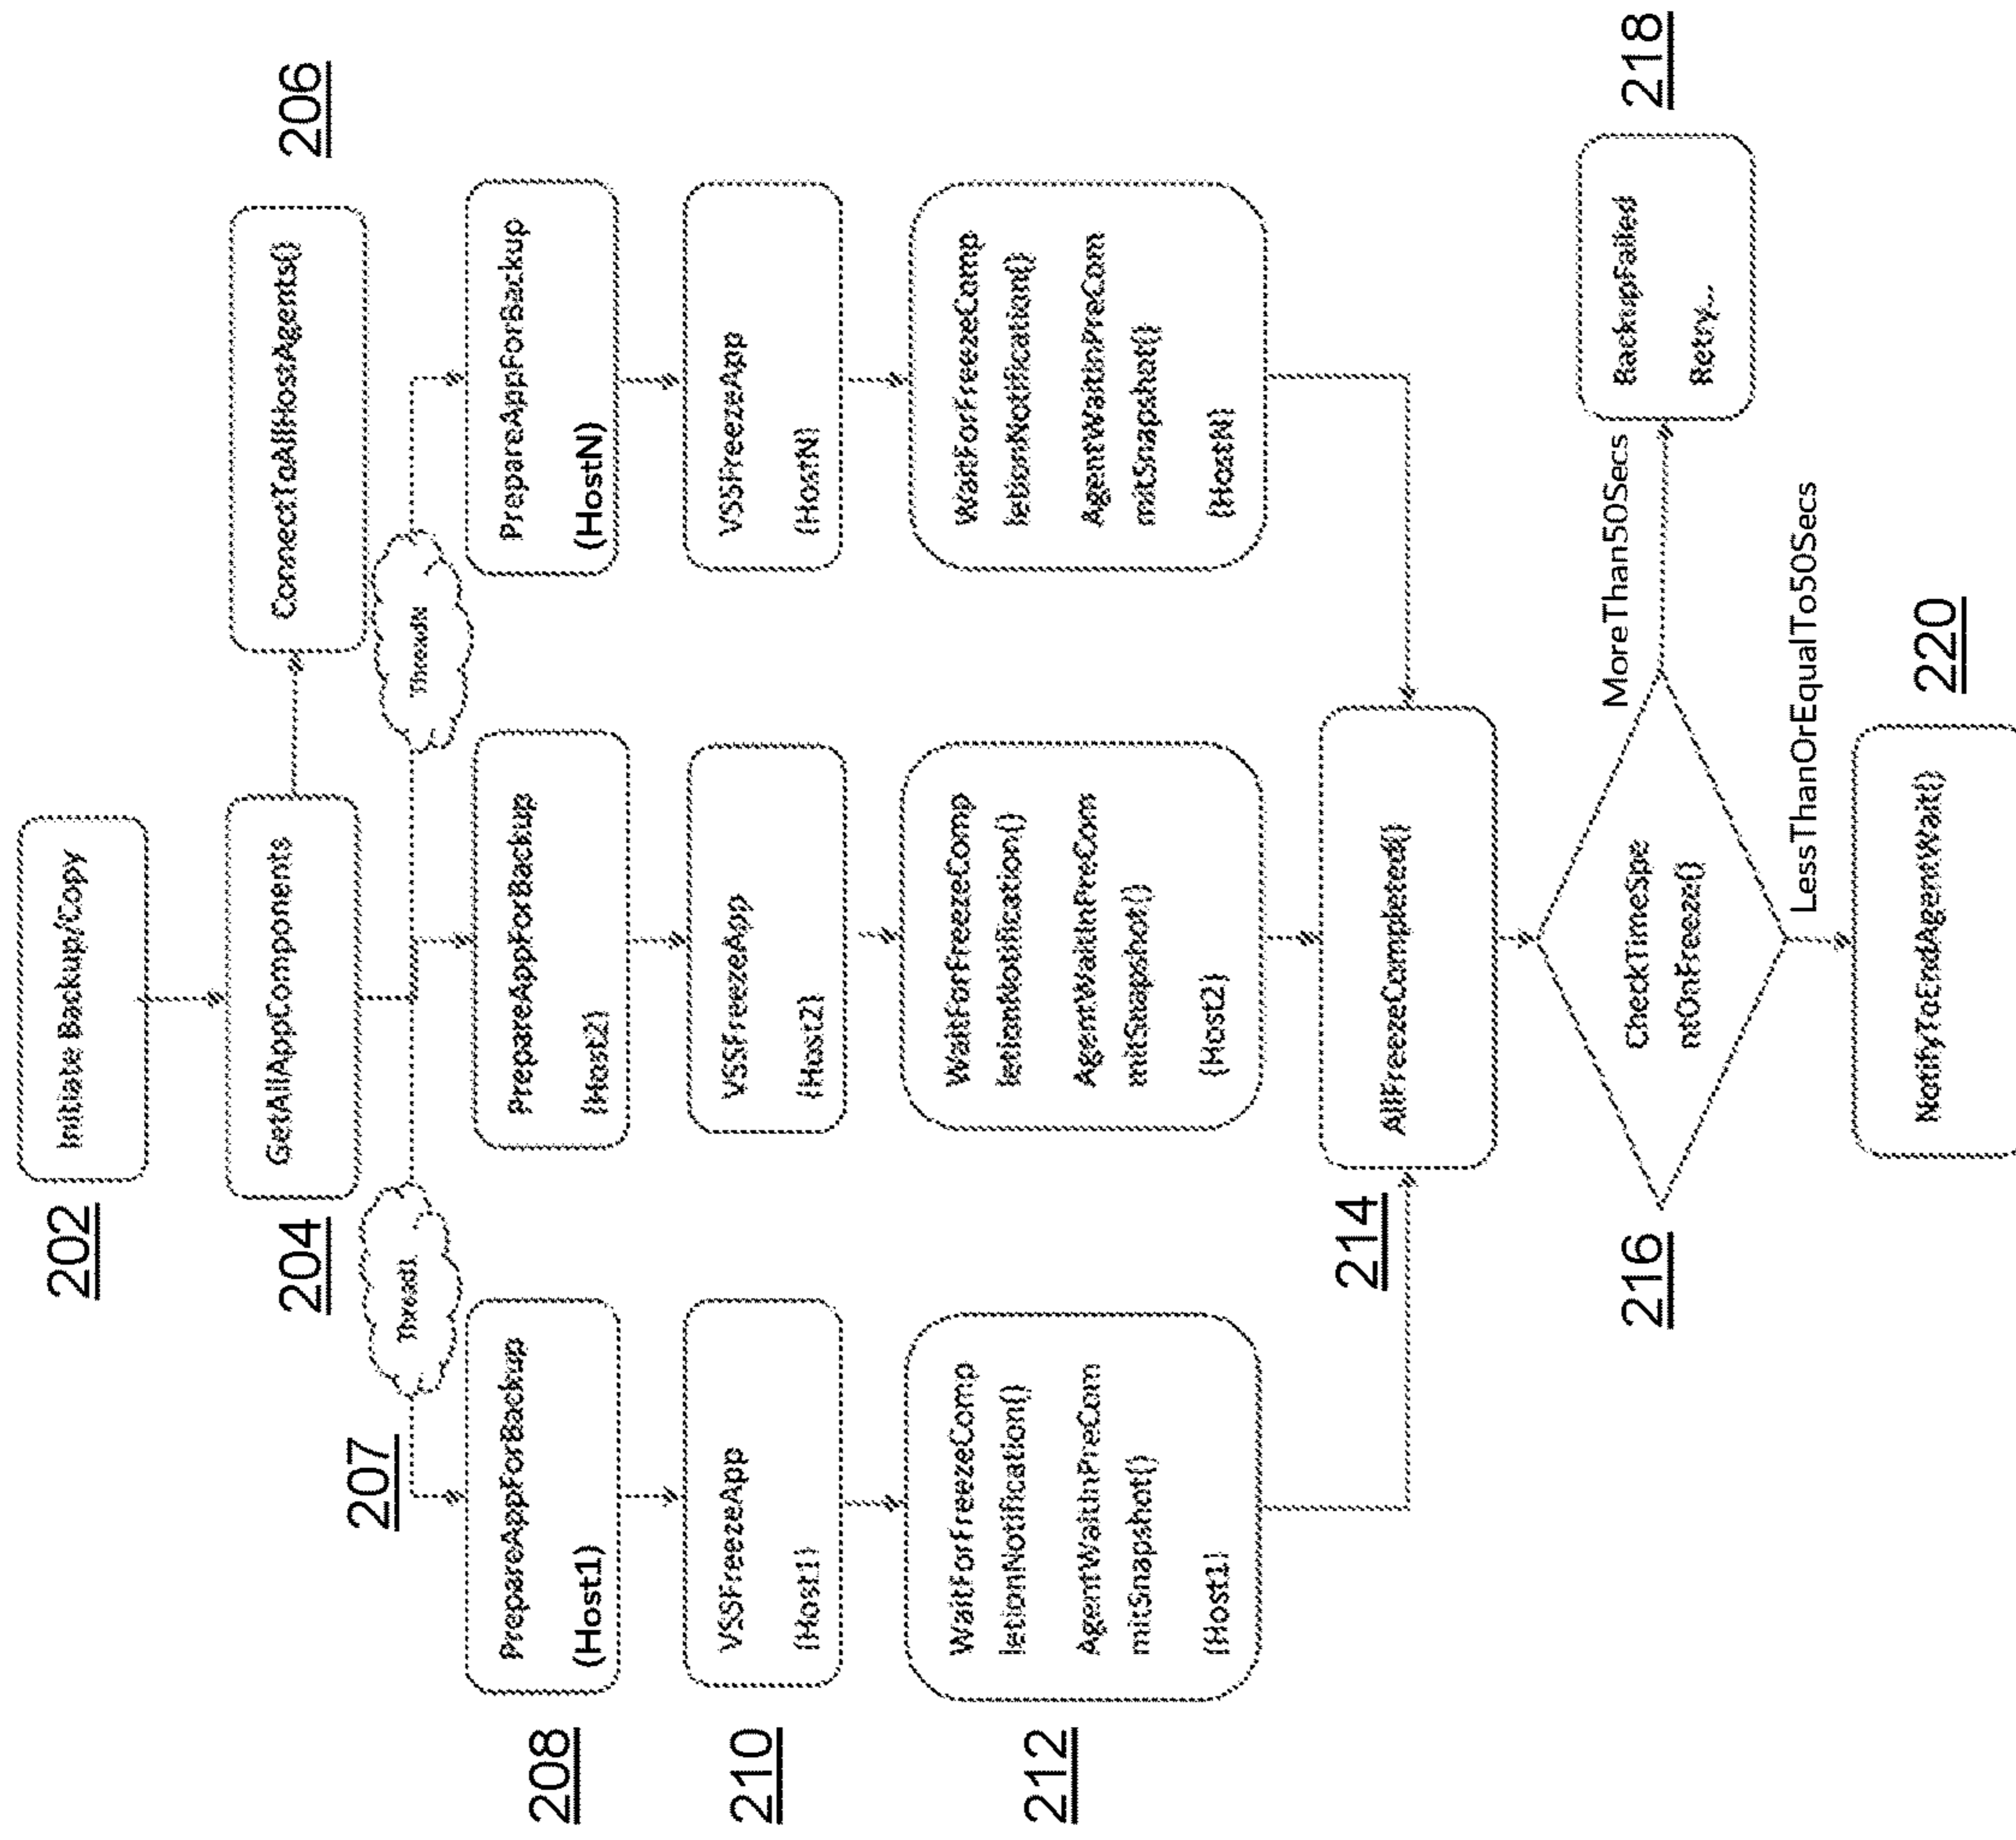 202
Initiate Backup/Copy
204
GetAllAppComponents
ConnectToAllHostAgents()
206
207
Thread1
ThreadN
208
PrepareAppForBackup
(Host1)
PrepareAppForBackup
(Host2)
PrepareAppForBackup
(HostN)
210
VSSFreezeApp
(Host1)
VSSFreezeApp
(Host2)
VSSFreezeApp
(HostN)
212
WaitForFreezeComp
letionNotification()
AgentWaitInPreCom
mitSnapshot()
(Host1)
WaitForFreezeComp
letionNotification()
AgentWaitInPreCom
mitSnapshot()
(Host2)
WaitForFreezeComp
letionNotification()
AgentWaitInPreCom
mitSnapshot()
(HostN)
214
AllFreezeCompleted()
216
CheckTimeSpe
ntOnFreeze()
MoreThan50Secs
BackupFailed
Retry...
218
LessThanOrEqualTo50Secs
NotifyToEndAgentWait()
220